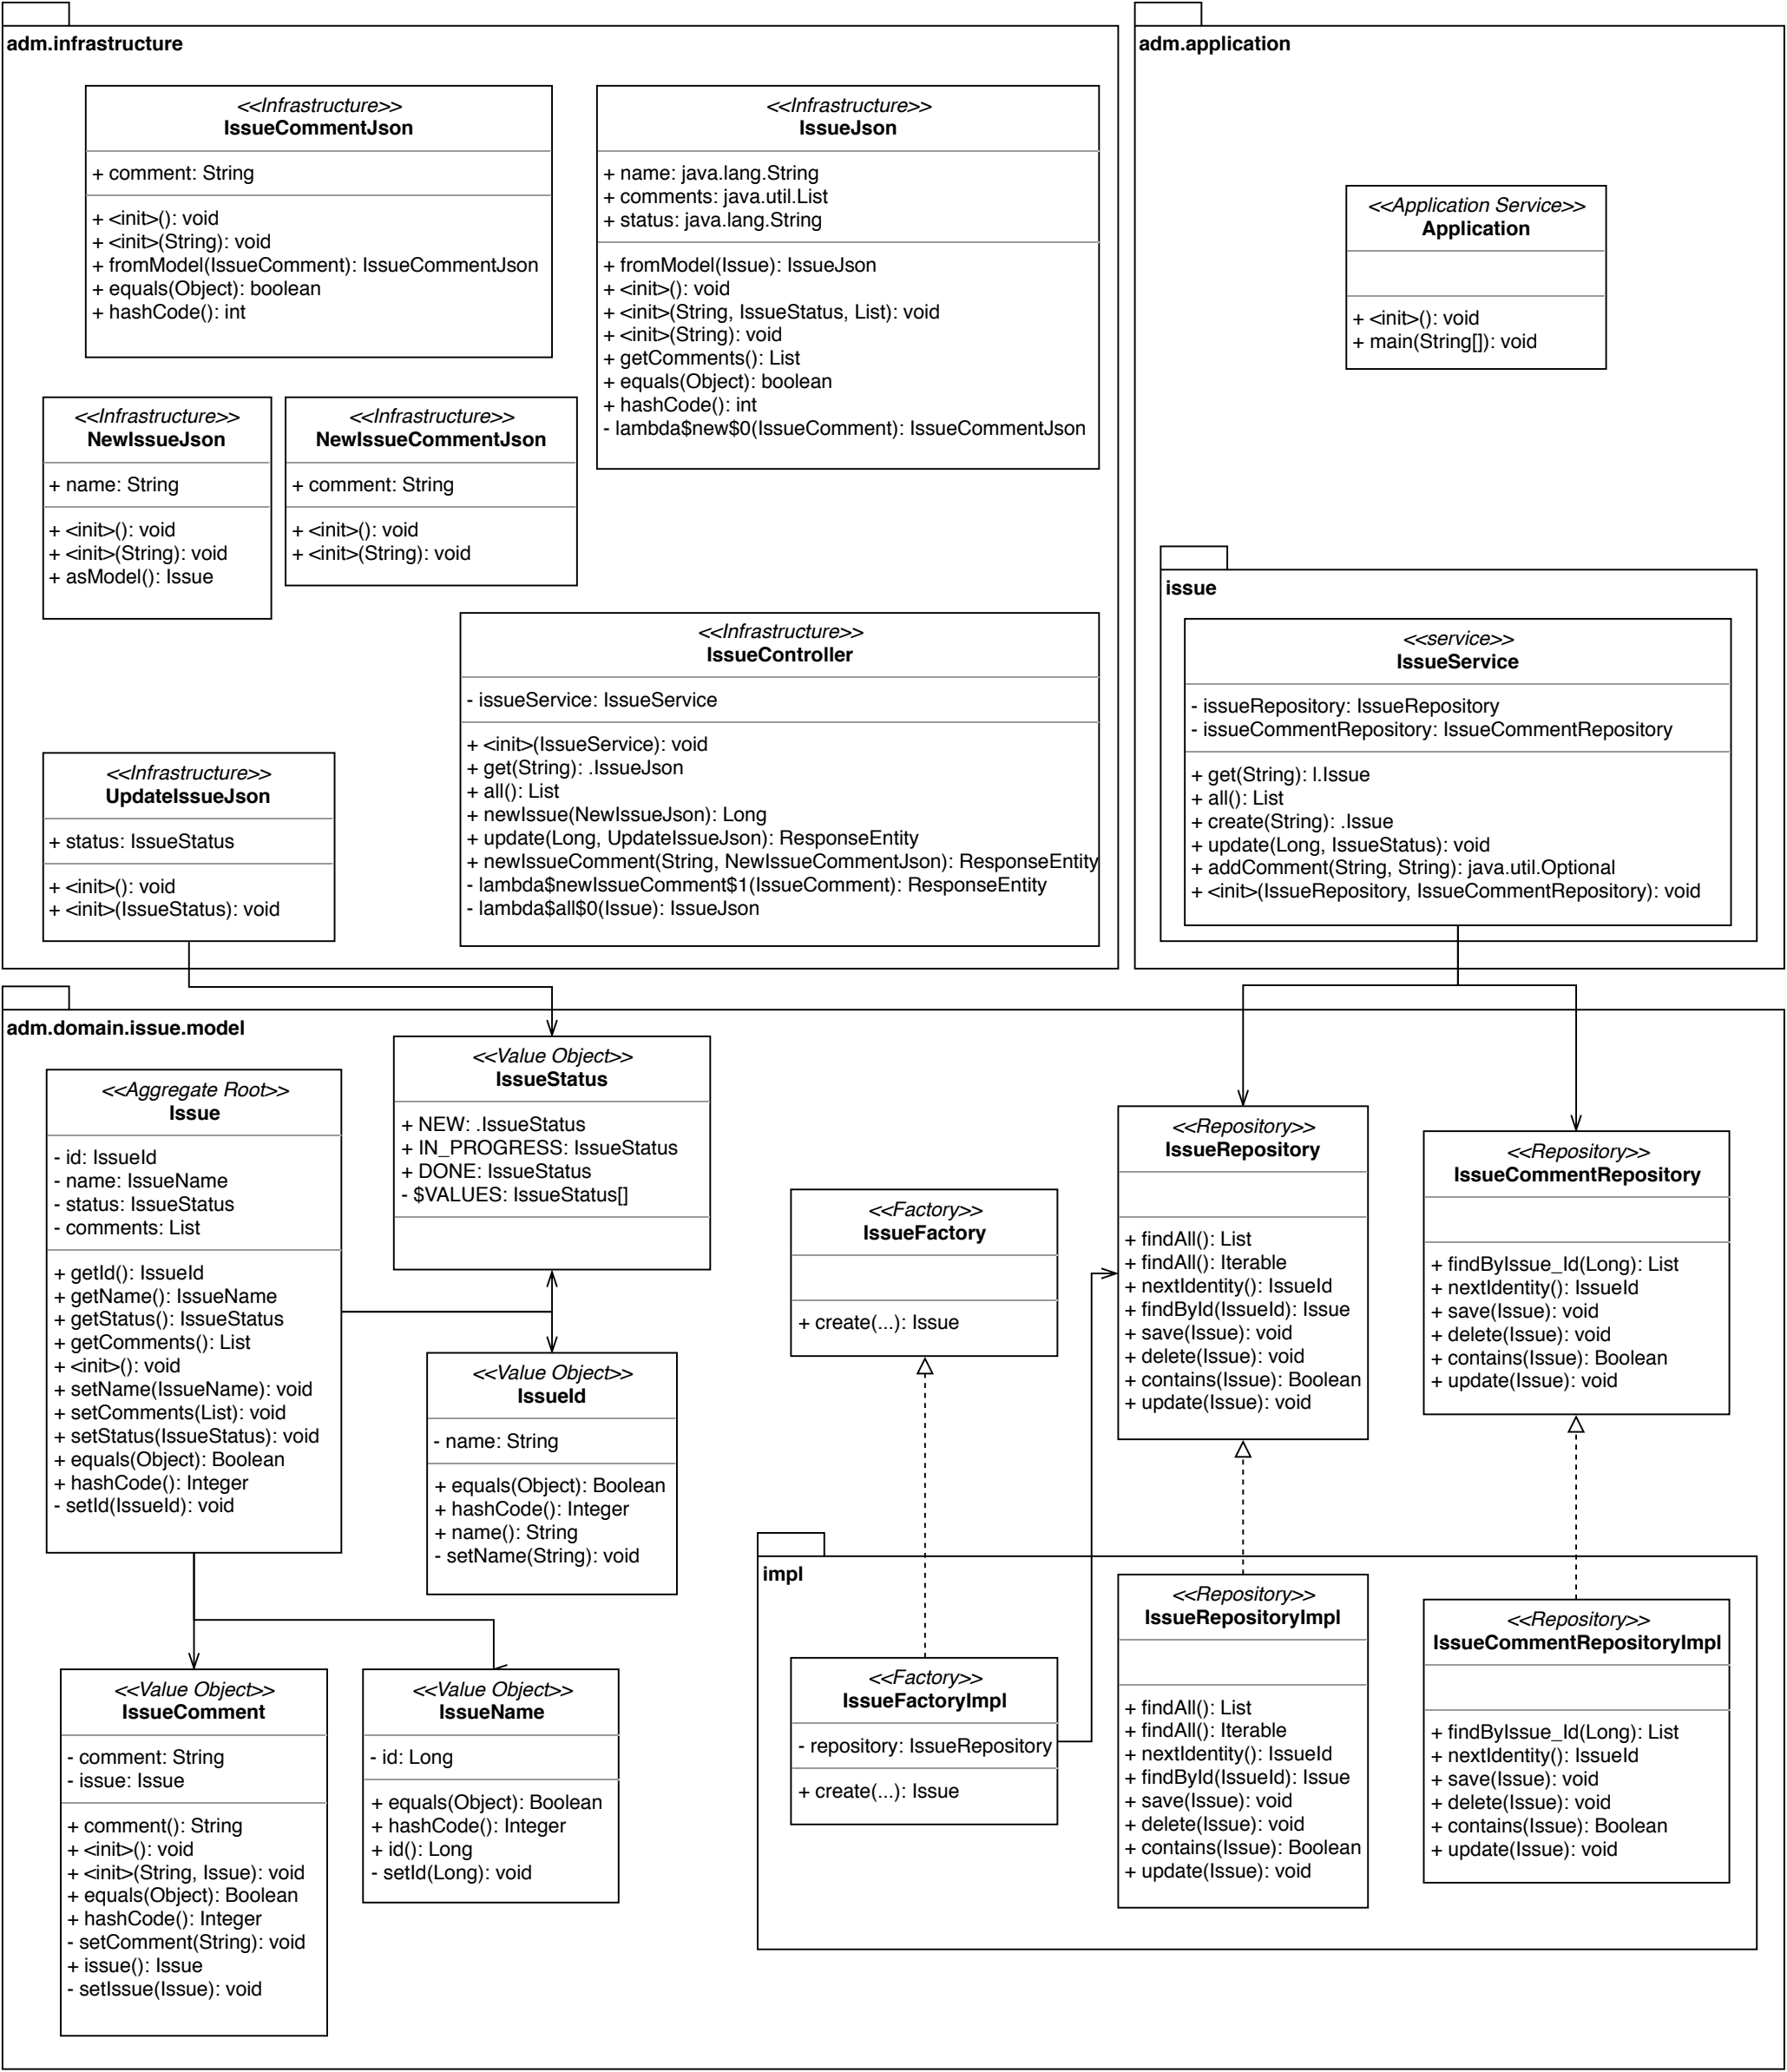 adm.infrastructure
<<Infrastructure>>
IssueCommentJson
+ comment: String
+ <init>(): void
+ <init>(String): void
+ fromModel(IssueComment): IssueCommentJson
+ equals(Object): boolean
+ hashCode(): int
<<Infrastructure>>
IssueJson
+ name: java.lang.String
+ comments: java.util.List
+ status: java.lang.String
+ fromModel(Issue): IssueJson
+ <init>(): void
+ <init>(String, IssueStatus, List): void
+ <init>(String): void
+ getComments(): List
+ equals(Object): boolean
+ hashCode(): int
- lambda$new$0(IssueComment): IssueCommentJson
<<Infrastructure>>
NewIssueJson
+ name: String
+ <init>(): void
+ <init>(String): void
+ asModel(): Issue
<<Infrastructure>>
NewIssueCommentJson
+ comment: String
+ <init>(): void
+ <init>(String): void
<<Infrastructure>>
IssueController
- issueService: IssueService
+ <init>(IssueService): void
+ get(String): .IssueJson
+ all(): List
+ newIssue(NewIssueJson): Long
+ update(Long, UpdateIssueJson): ResponseEntity
+ newIssueComment(String, NewIssueCommentJson): ResponseEntity
- lambda$newIssueComment$1(IssueComment): ResponseEntity
- lambda$all$0(Issue): IssueJson
<<Infrastructure>>
UpdateIssueJson
+ status: IssueStatus
+ <init>(): void
+ <init>(IssueStatus): void
adm.application
<<Application Service>>
Application
+ <init>(): void
+ main(String[]): void
issue
<<service>>
IssueService
- issueRepository: IssueRepository
- issueCommentRepository: IssueCommentRepository
+ get(String): l.Issue
+ all(): List
+ create(String): .Issue
+ update(Long, IssueStatus): void
+ addComment(String, String): java.util.Optional
+ <init>(IssueRepository, IssueCommentRepository): void
adm.domain.issue.model
<<Aggregate Root>>
Issue
- id: IssueId
- name: IssueName
- status: IssueStatus
- comments: List
+ getId(): IssueId
+ getName(): IssueName
+ getStatus(): IssueStatus
+ getComments(): List
+ <init>(): void
+ setName(IssueName): void
+ setComments(List): void
+ setStatus(IssueStatus): void
+ equals(Object): Boolean
+ hashCode(): Integer
- setId(IssueId): void
<<Value Object>>
IssueStatus
+ NEW: .IssueStatus
+ IN_PROGRESS: IssueStatus
+ DONE: IssueStatus
- $VALUES: IssueStatus[]
<<Value Object>>
IssueId
- name: String
+ equals(Object): Boolean
+ hashCode(): Integer
+ name(): String
- setName(String): void
<<Value Object>>
IssueComment
- comment: String
- issue: Issue
+ comment(): String
+ <init>(): void
+ <init>(String, Issue): void
+ equals(Object): Boolean
+ hashCode(): Integer
- setComment(String): void
+ issue(): Issue
- setIssue(Issue): void
<<Value Object>>
IssueName
- id: Long
+ equals(Object): Boolean
+ hashCode(): Integer
+ id(): Long
- setId(Long): void
<<Factory>>
IssueFactory
+ create(...): Issue
<<Repository>>
IssueRepository
+ findAll(): List
+ findAll(): Iterable
+ nextIdentity(): IssueId
+ findById(IssueId): Issue
+ save(Issue): void
+ delete(Issue): void
+ contains(Issue): Boolean
+ update(Issue): void
<<Repository>>
IssueCommentRepository
+ findByIssue_Id(Long): List
+ nextIdentity(): IssueId
+ save(Issue): void
+ delete(Issue): void
+ contains(Issue): Boolean
+ update(Issue): void
impl
<<Factory>>
IssueFactoryImpl
- repository: IssueRepository
+ create(...): Issue
<<Repository>>
IssueRepositoryImpl
+ findAll(): List
+ findAll(): Iterable
+ nextIdentity(): IssueId
+ findById(IssueId): Issue
+ save(Issue): void
+ delete(Issue): void
+ contains(Issue): Boolean
+ update(Issue): void
<<Repository>>
IssueCommentRepositoryImpl
+ findByIssue_Id(Long): List
+ nextIdentity(): IssueId
+ save(Issue): void
+ delete(Issue): void
+ contains(Issue): Boolean
+ update(Issue): void